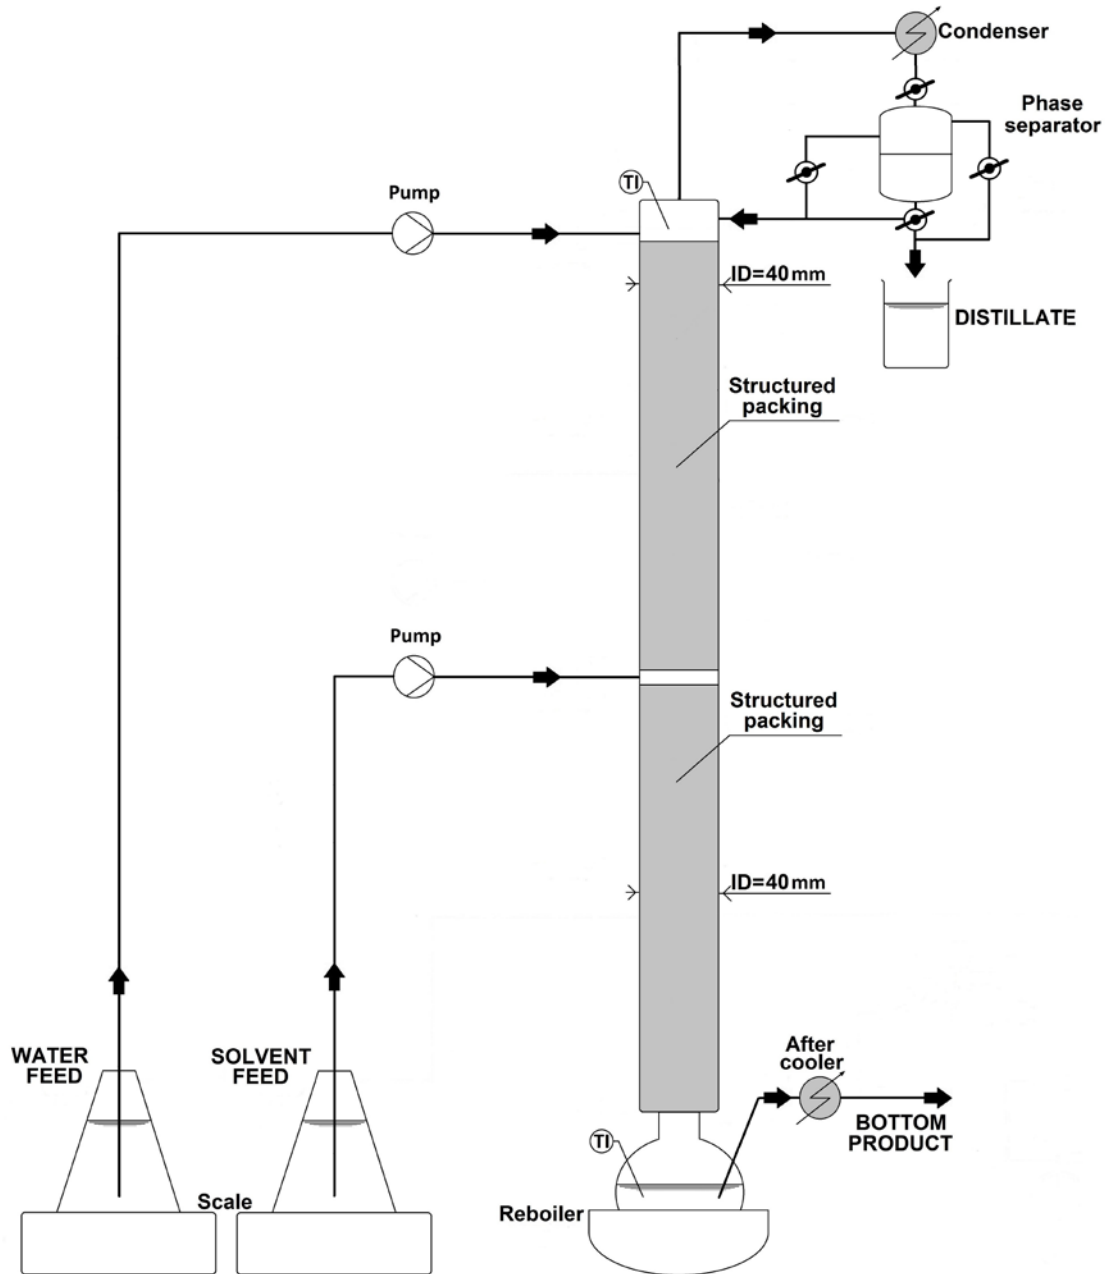 Condenser
Phase
separator
Pump
TI
ID=40 mm
DISTILLATE
Structured
packing
Pump
Structured
packing
ID=40 mm
WATER
FEED
SOLVENT
FEED
After
cooler
BOTTOM
PRODUCT
TI
Scale
Reboiler